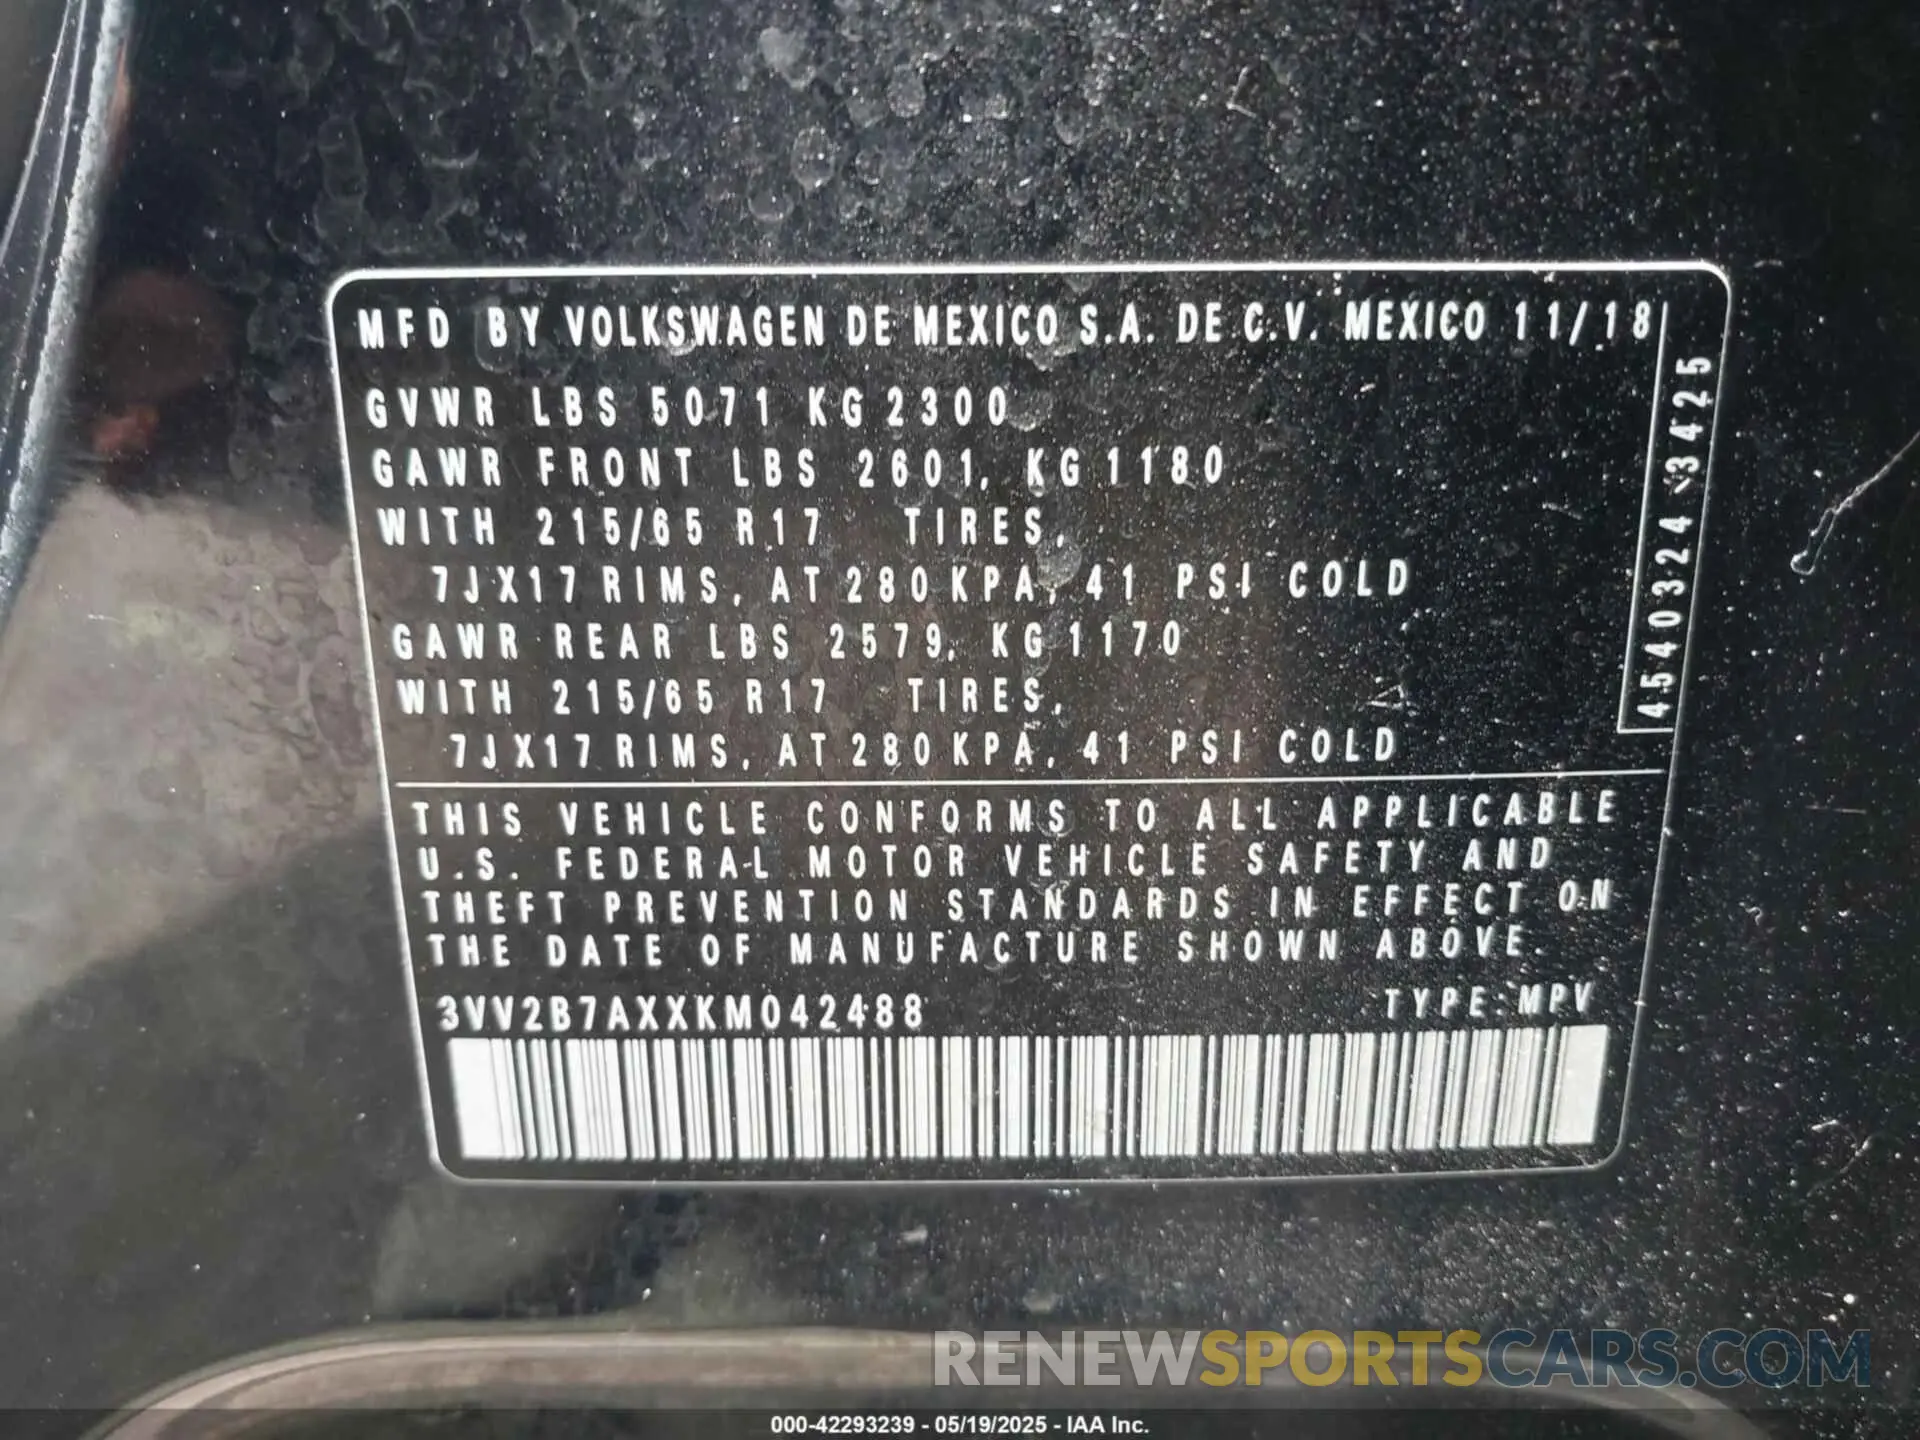 MFD BY VOLKSWAGEN DE MEXICO S.A. DE C.V. MEXICO 11/18
GVWR LBS 5071 KG 2300
GAWR FRONT LBS 2601, KG 1180
WITH 215/65 R17 TIRES,
7JX17 RIMS, AT 280 KPA, 41 PSI COLD
GAWR REAR LBS 2579, KG 1170
WITH 215/65 R17 TIRES,
7JX17 RIMS, AT 280 KPA, 41 PSI COLD
4540324 3425
THIS VEHICLE CONFORMS TO ALL APPLICABLE
U.S. FEDERAL MOTOR VEHICLE SAFETY AND
THEFT PREVENTION STANDARDS IN EFFECT ON
THE DATE OF MANUFACTURE SHOWN ABOVE.
3VV2B7AXXKM042488 TYPE:MPV
RENEWSPORTSCARS.COM
000-42293239 - 05/19/2025 - IAA Inc.